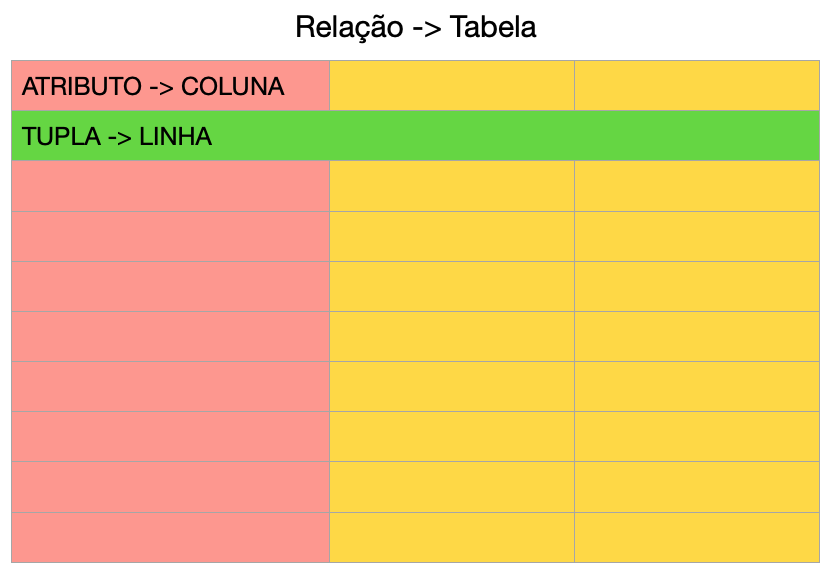 Relação -> Tabela
ATRIBUTO -> COLUNA
TUPLA -> LINHA